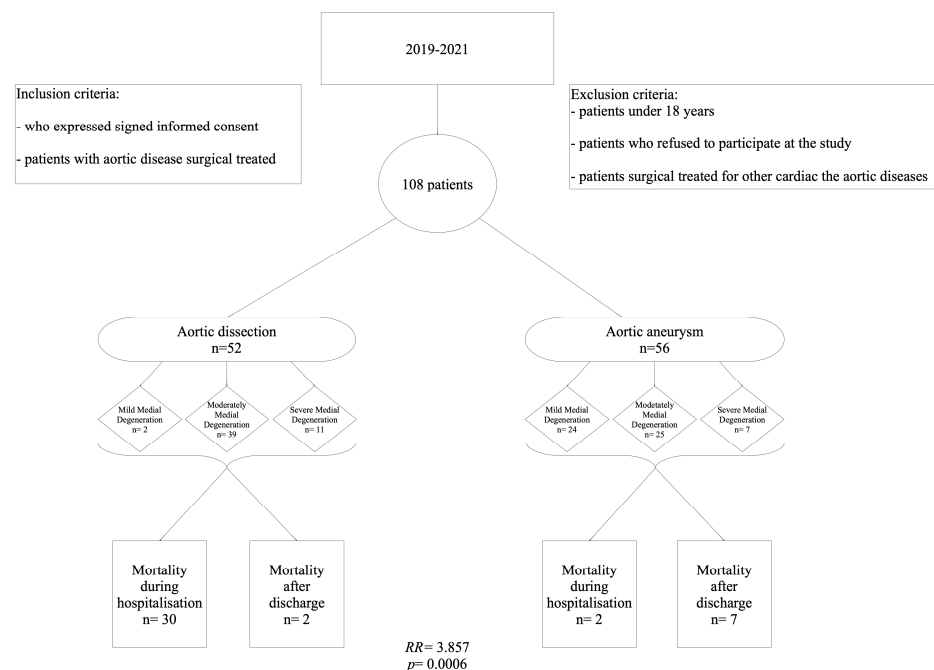 2019-2021
Inclusion criteria:
- who expressed signed informed consent
- patients with aortic disease surgical treated
Exclusion criteria:
- patients under 18 years
- patients who refused to participate at the study
- patients surgical treated for other cardiac the aortic diseases
108 patients
Aortic dissection
n=52
Aortic aneurysm
n=56
Mild Medial
Degeneration
n= 2
Moderately
Medial
Degeneration
n= 39
Severe Medial
Degeneration
n= 11
Mild Medial
Degeneration
n= 24
Modetately
Medial
Degeneration
n= 25
Severe Medial
Degeneration
n= 7
Mortality
during
hospitalisation
n= 30
Mortality
after
discharge
n= 2
Mortality
during
hospitalisation
n= 2
Mortality
after
discharge
n= 7
RR= 3.857
p= 0.0006